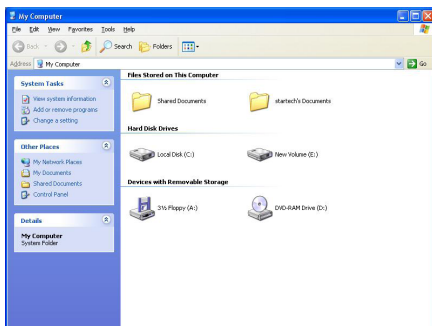 My Computer
File Edit View Favorites Tools Help
Back Search Folders
Address My Computer Go
System Tasks
View system information
Add or remove programs
Change a setting
Other Places
My Network Places
My Documents
Shared Documents
Control Panel
Details
My Computer
System Folder
Files Stored on This Computer
Shared Documents startech's Documents
Hard Disk Drives
Local Disk (C:) New Volume (E:)
Devices with Removable Storage
3½ Floppy (A:) DVD-RAM Drive (D:)